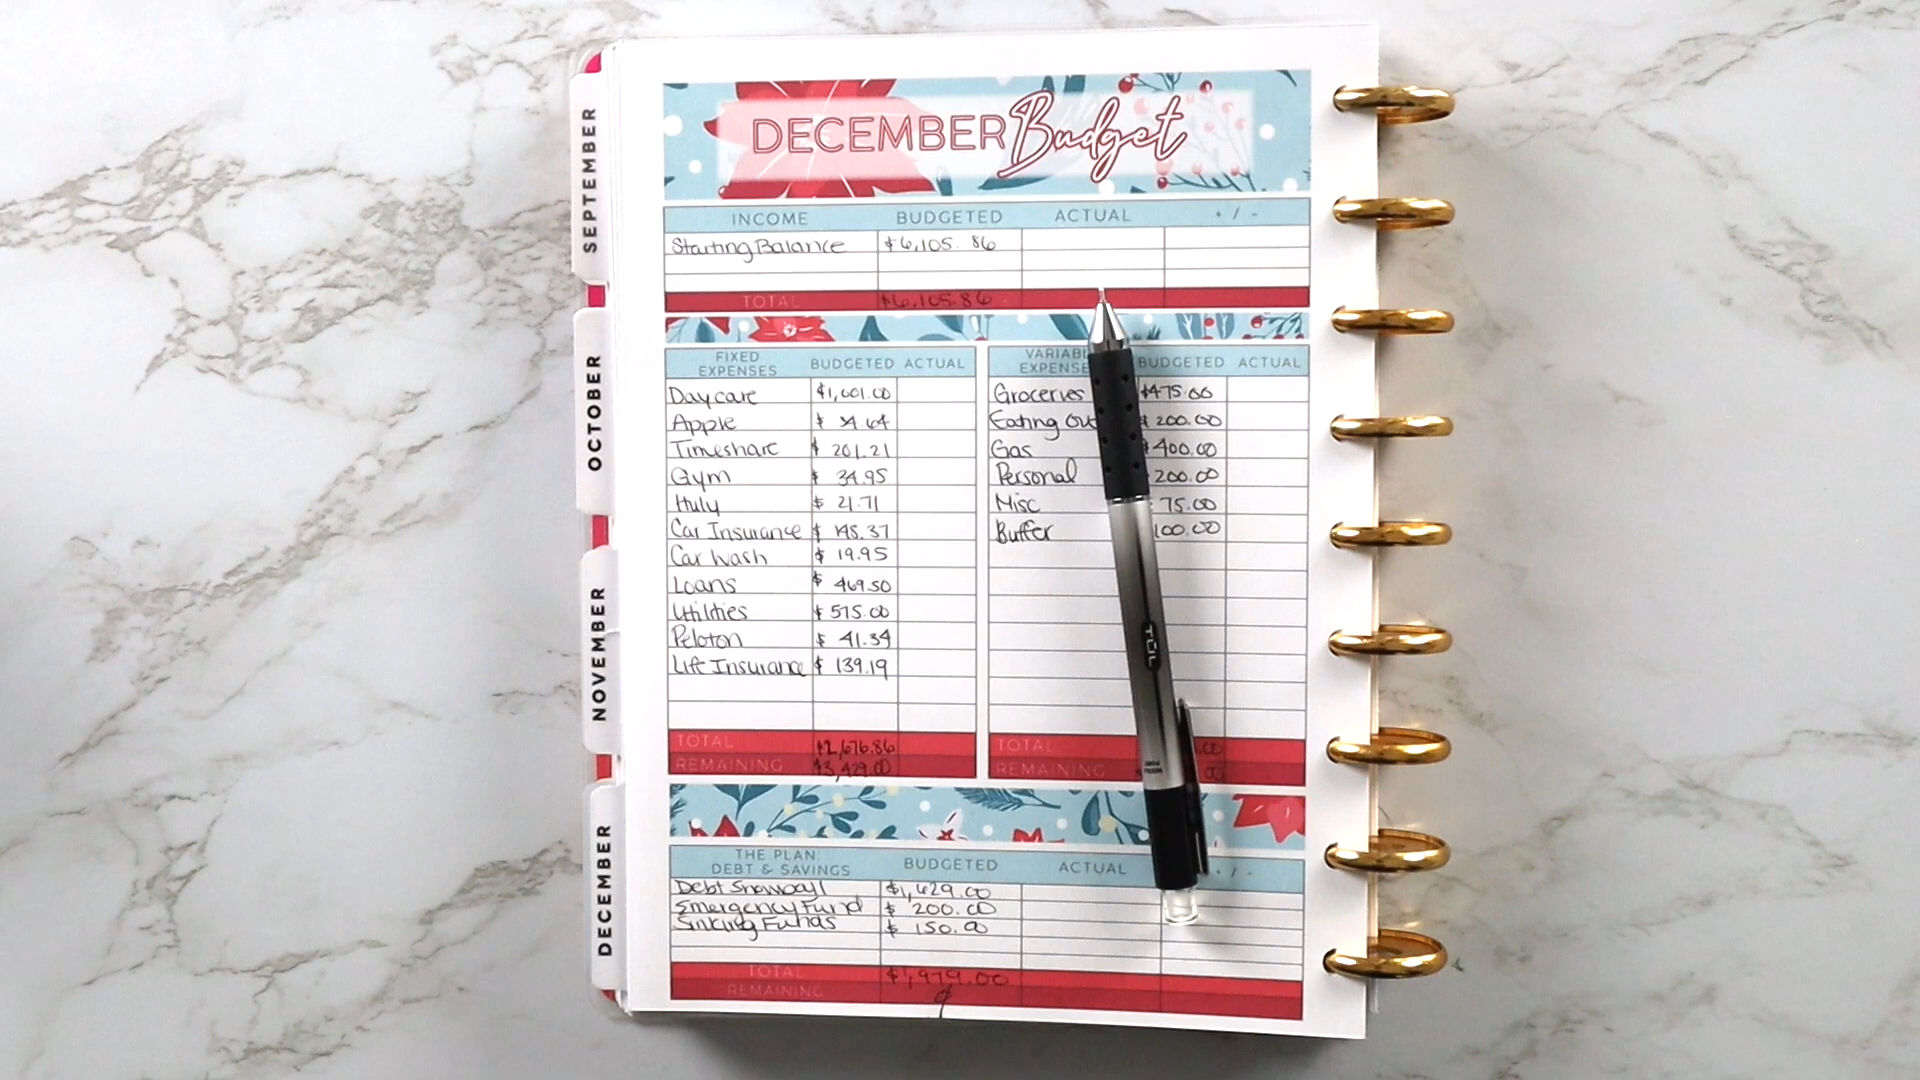 SEPTEMBER
OCTOBER
NOVEMBER
DECEMBER
DECEMBER Budget
INCOME BUDGETED ACTUAL + / -
Starting Balance $6,105.86
TOTAL $6,105.86
FIXED EXPENSES BUDGETED ACTUAL
Daycare $1,001.00
Apple $ 24.64
Timeshare $ 201.21
Gym $ 34.95
Hulu $ 21.71
Car Insurance $ 148.37
Car Wash $ 19.95
Loans $ 469.50
Utilities $ 575.00
Peloton $ 41.34
Life Insurance $ 139.19
TOTAL $2,676.86
REMAINING $3,429.00
EXPENSES BUDGETED ACTUAL
Groceries $475.00
Eating 200.00
Gas $400.00
Personal 200.00
Misc 75.00
Buffer 100.00
TOTAL
REMAINING
THE PLAN:
DEBT & SAVINGS BUDGETED ACTUAL + / -
Debt Snowball $1,629.00
Emergency Fund $ 200.00
Sinking Funds $ 150.00
TOTAL $1,979.00
REMAINING
TUL